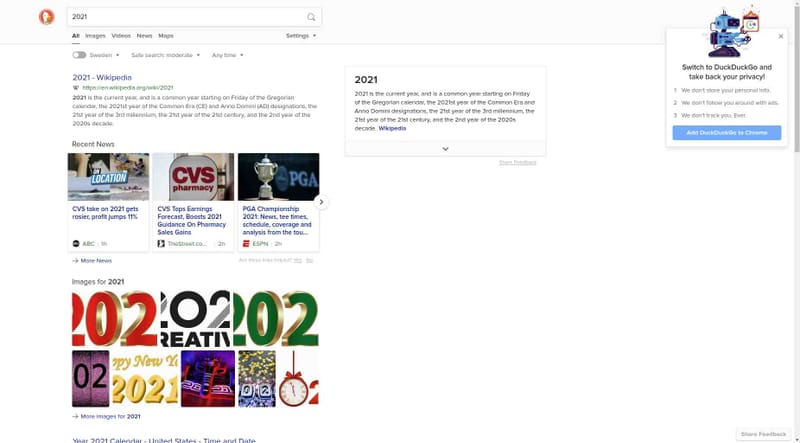 2021
All Images Videos News Maps Settings
Sweden Safe search: moderate Any time
2021 - Wikipedia
W https://en.wikipedia.org/wiki/2021
2021 is the current year, and is a common year starting on Friday of the Gregorian
calendar, the 2021st year of the Common Era (CE) and Anno Domini (AD) designations, the
21st year of the 3rd millennium, the 21st year of the 21st century, and the 2nd year of the
2020s decade.
Recent News
ON
LOCATION
CVS take on 2021 gets
rosier, profit jumps 11%
ABC | 1h
CVS
pharmacy
CVS Tops Earnings
Forecast, Boosts 2021
Guidance On Pharmacy
Sales Gains
TheStreet.co... | 2h
PGA
PGA Championship
2021: News, tee times,
schedule, coverage and
analysis from the tou...
ESPN | 2h
→ More News
Are these links helpful? Yes No
Images for 2021
202
202
REATIV
202
02
ppy New Y
2021
2021
→ More Images for 2021
Year 2021 Calendar - United States - Time and Date
2021
2021 is the current year, and is a common year starting on Friday
of the Gregorian calendar, the 2021st year of the Common Era and
Anno Domini designations, the 21st year of the 3rd millennium, the
21st year of the 21st century, and the 2nd year of the 2020s
decade. Wikipedia
Share Feedback
Switch to DuckDuckGo and
take back your privacy!
1 We don't store your personal info.
2 We don't follow you around with ads.
3 We don't track you. Ever.
Add DuckDuckGo to Chrome
Share Feedback